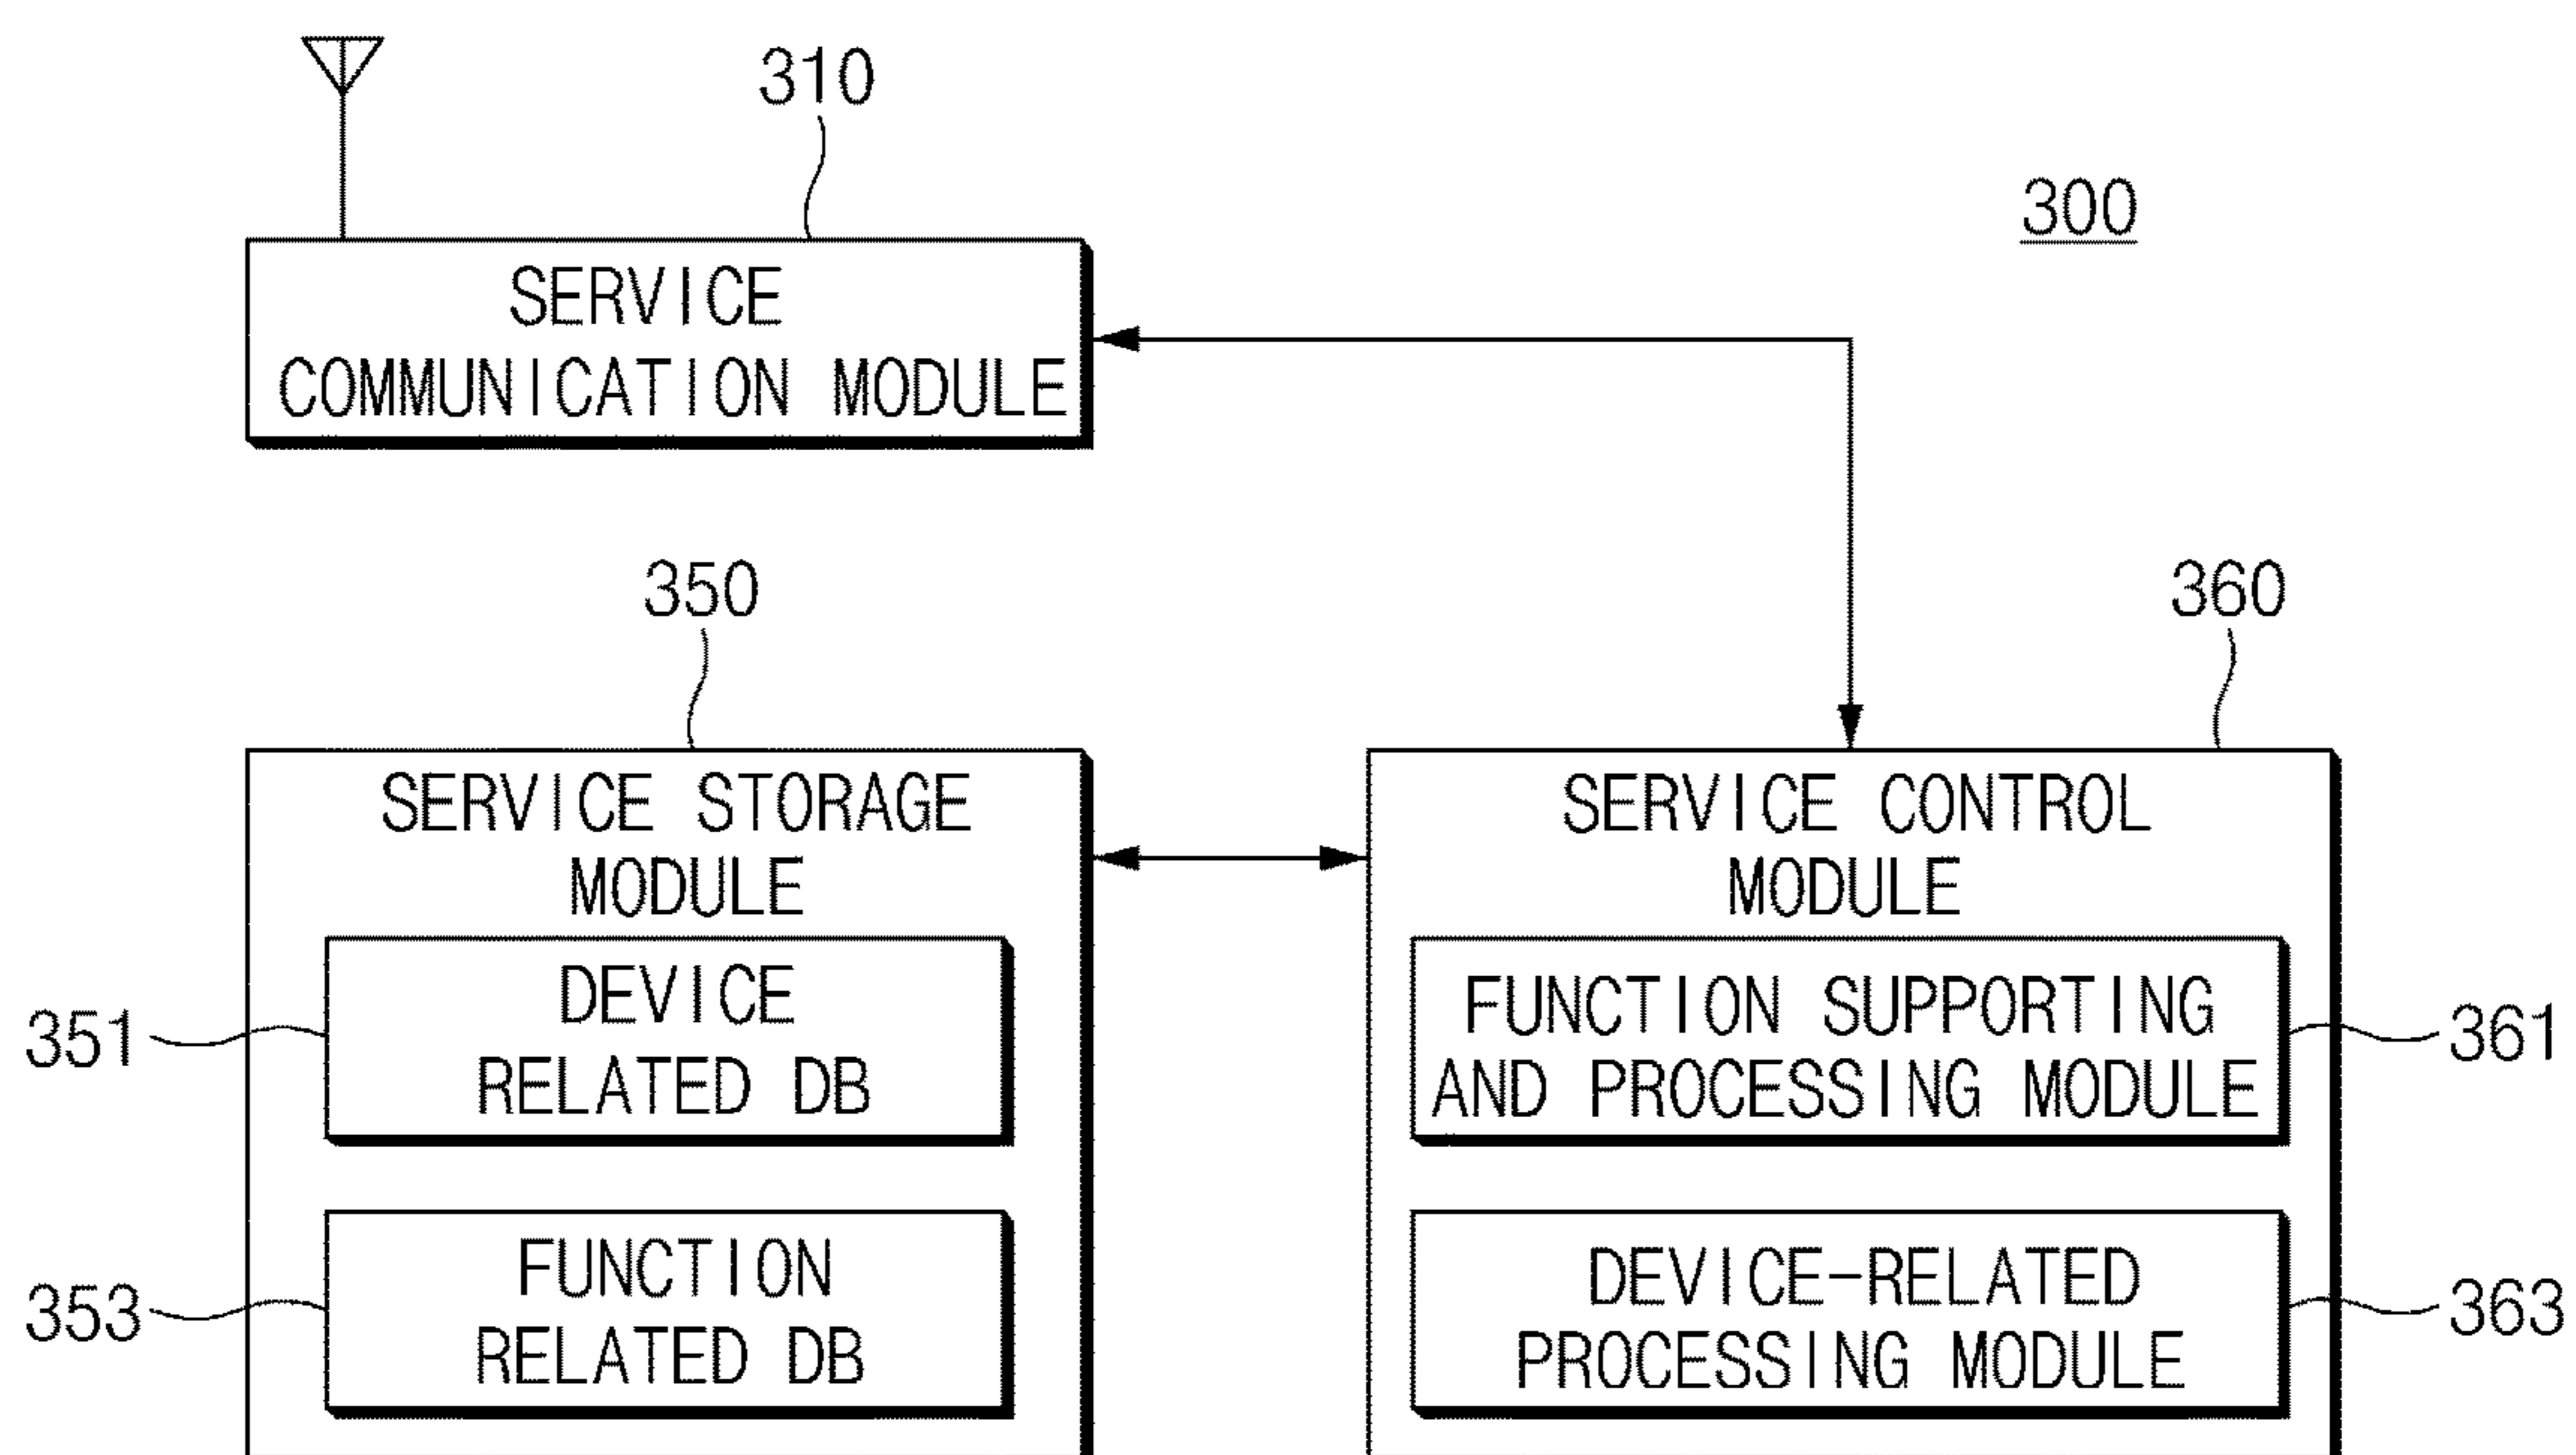 310
300
SERVICE
COMMUNICATION MODULE
350
360
SERVICE STORAGE
MODULE
SERVICE CONTROL
MODULE
351
DEVICE
RELATED DB
FUNCTION SUPPORTING
AND PROCESSING MODULE
361
353
FUNCTION
RELATED DB
DEVICE-RELATED
PROCESSING MODULE
363